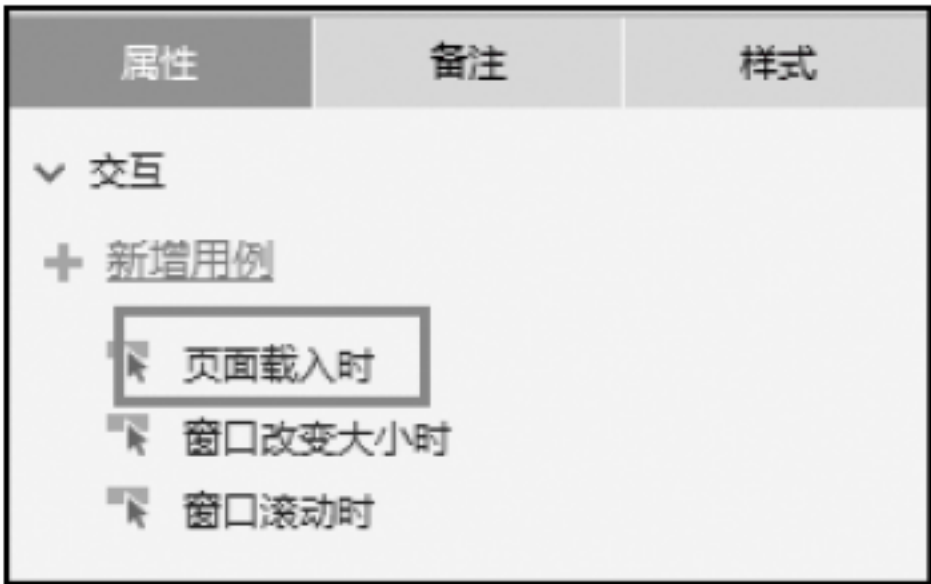 属性 备注 样式
交互
新增用例
页面载入时
窗口改变大小时
窗口滚动时